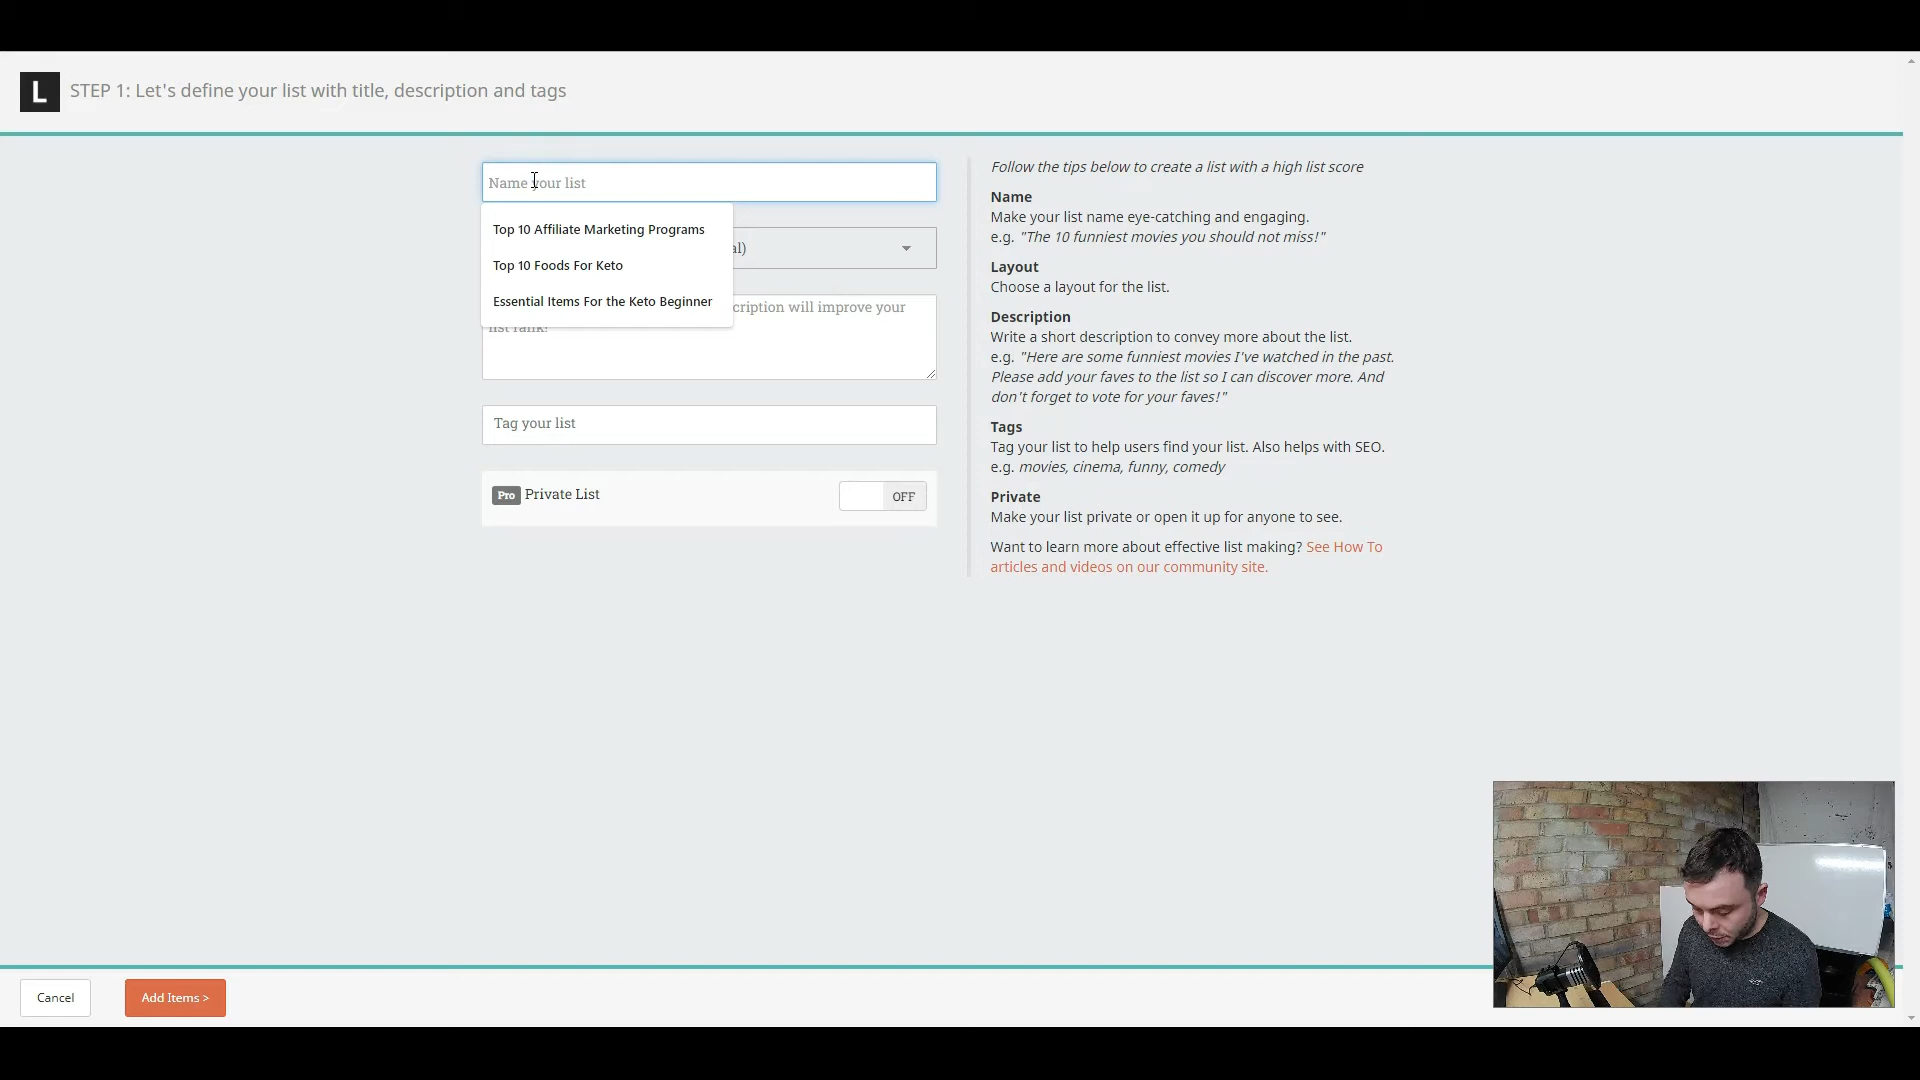 L
STEP 1: Let's define your list with title, description and tags
Name your list
Top 10 Affiliate Marketing Programs
Top 10 Foods For Keto
Essential Items For the Keto Beginner
al)
cription will improve your
list rank!
Tag your list
Pro Private List
OFF
Follow the tips below to create a list with a high list score
Name
Make your list name eye-catching and engaging.
e.g. "The 10 funniest movies you should not miss!"
Layout
Choose a layout for the list.
Description
Write a short description to convey more about the list.
e.g. "Here are some funniest movies I've watched in the past.
Please add your faves to the list so I can discover more. And
don't forget to vote for your faves!"
Tags
Tag your list to help users find your list. Also helps with SEO.
e.g. movies, cinema, funny, comedy
Private
Make your list private or open it up for anyone to see.
Want to learn more about effective list making? See How To
articles and videos on our community site.
Cancel
Add Items >